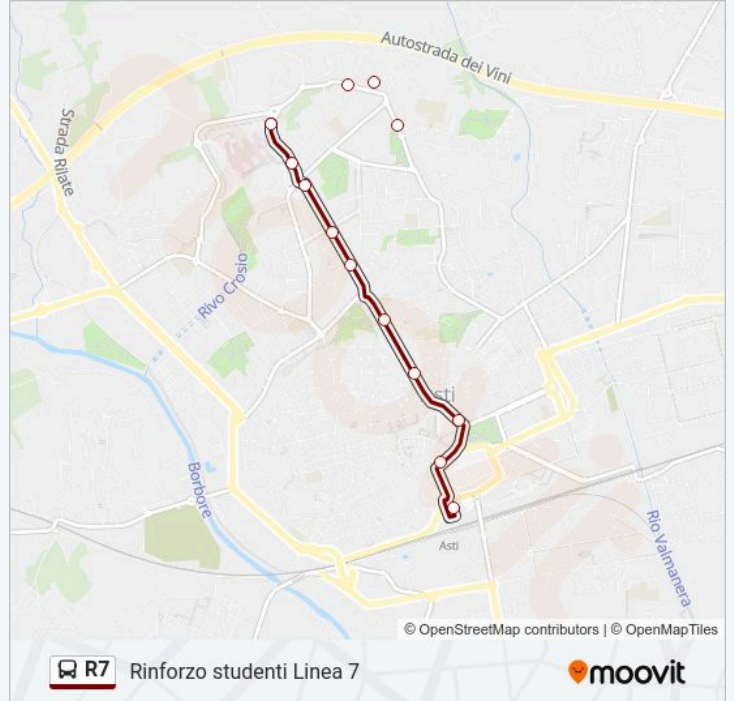 Autostrada dei Vini
Strada Rilate
Rivo Crosio
sti
Borbore
Asti
Rio Valmanera
© OpenStreetMap contributors | © OpenMapTiles
R7 Rinforzo studenti Linea 7
moovit